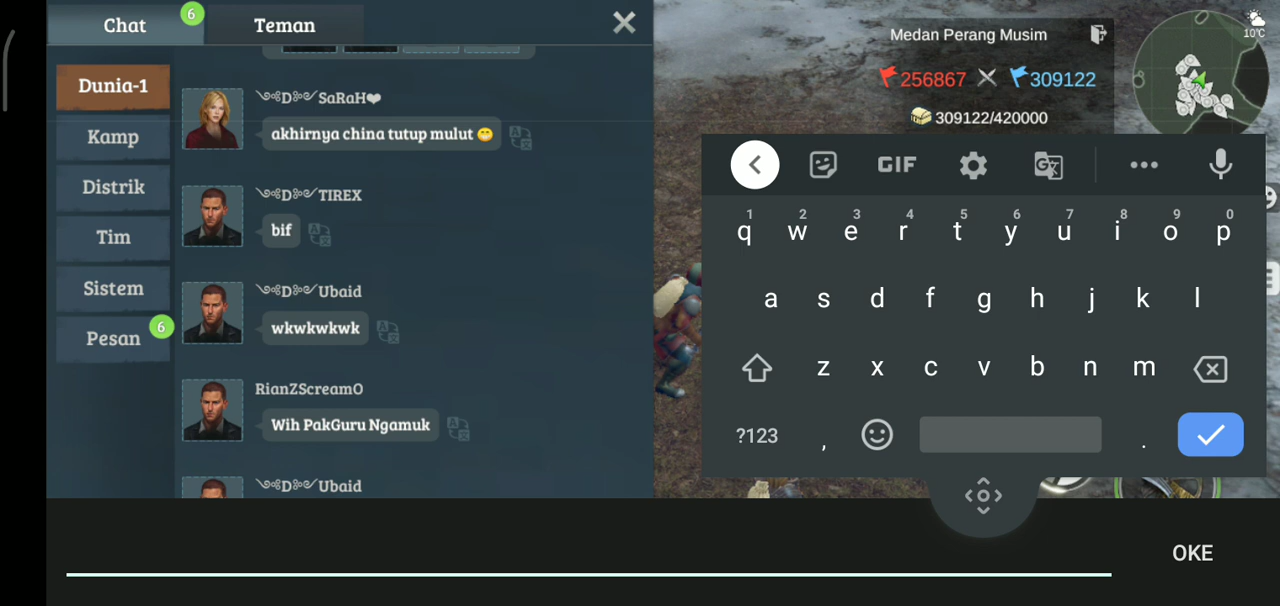 Chat
6
Teman
Dunia-1
Kamp
Distrik
Tim
Sistem
Pesan
6
༺D༻SaRaH❤
akhirnya china tutup mulut 😁
༺D༻TIREX
bif
༺D༻Ubaid
wkwkwkwk
RianZScreamO
Wih PakGuru Ngamuk
༺D༻Ubaid
Medan Perang Musim
256867 309122
309122/420000
10℃
GIF
1 2 3 4 5 6 7 8 9 0
q w e r t y u i o p
a s d f g h j k l
z x c v b n m
?123 , .
OKE